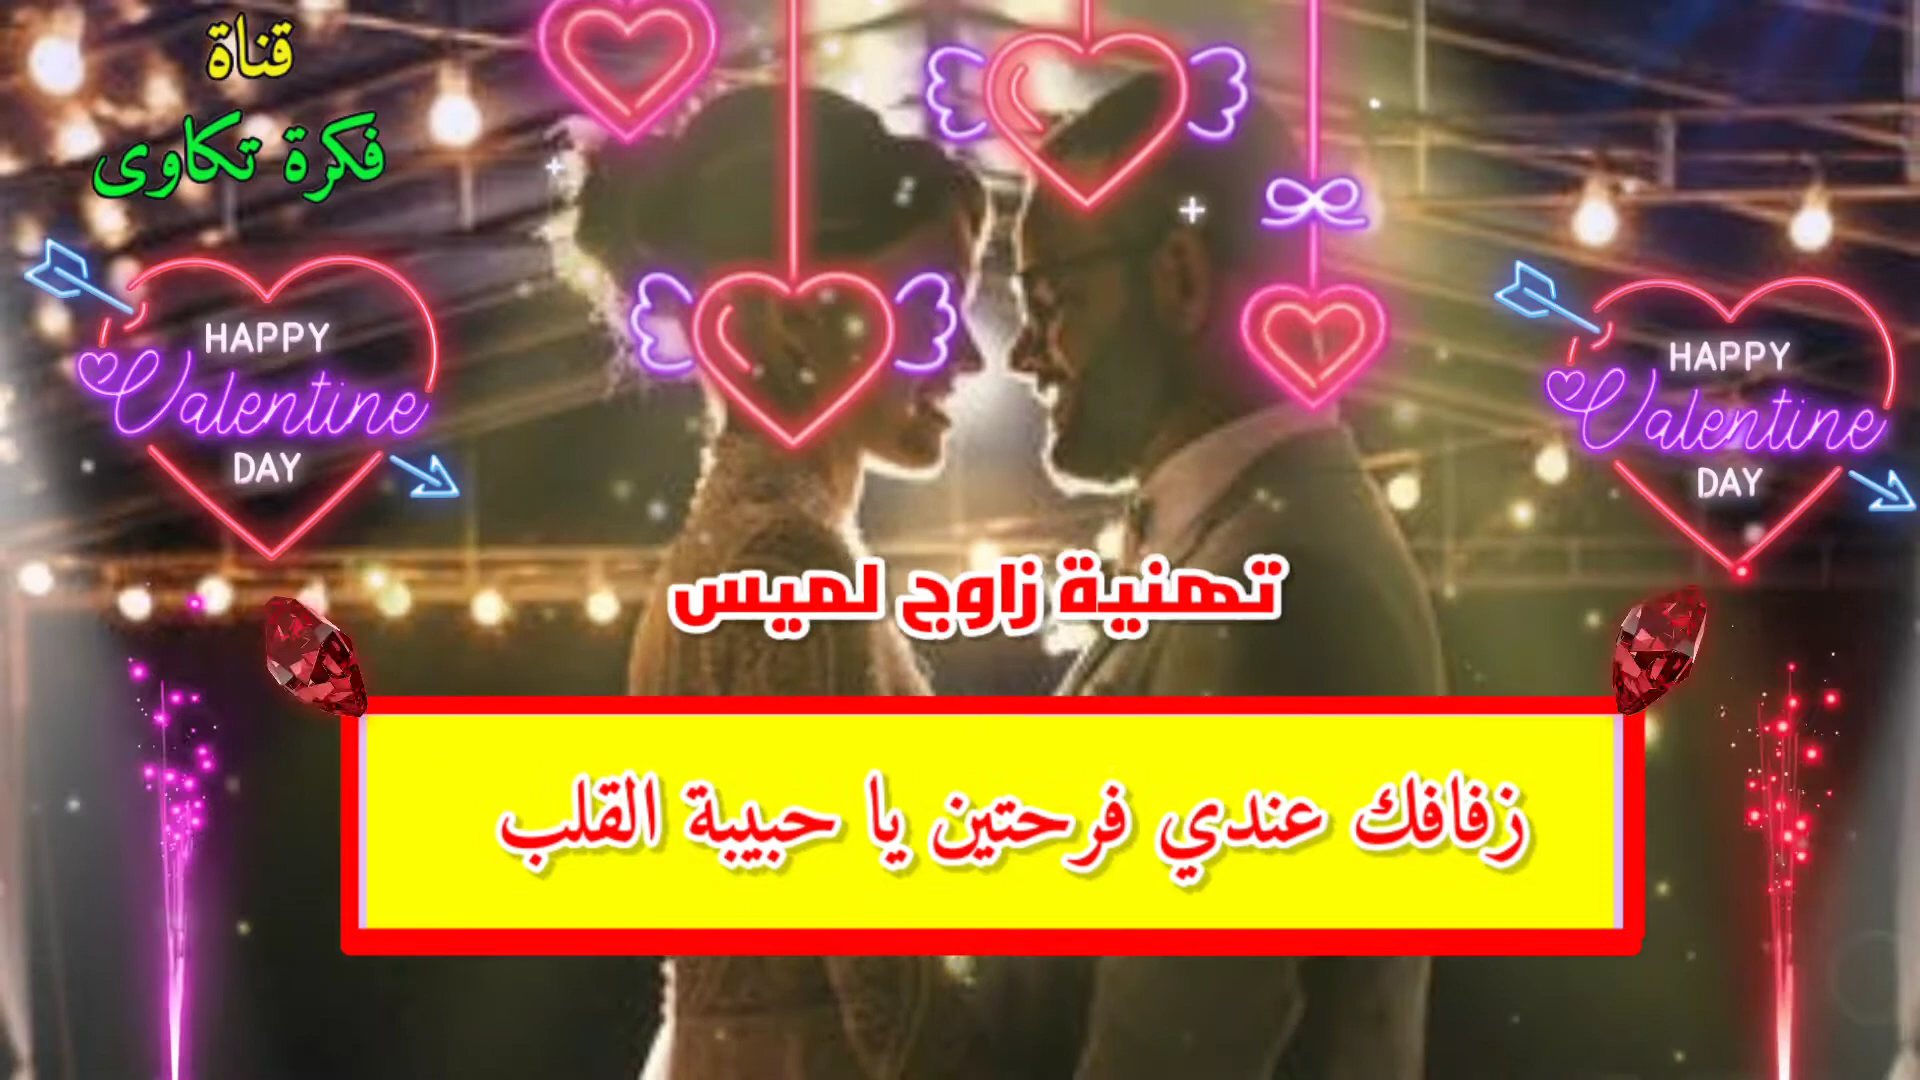 قناة
فكرة تكاوى
HAPPY
Valentine
DAY
HAPPY
Valentine
DAY
تهنية زاوج لميس
زفافك عندي فرحتين يا حبيبة القلب